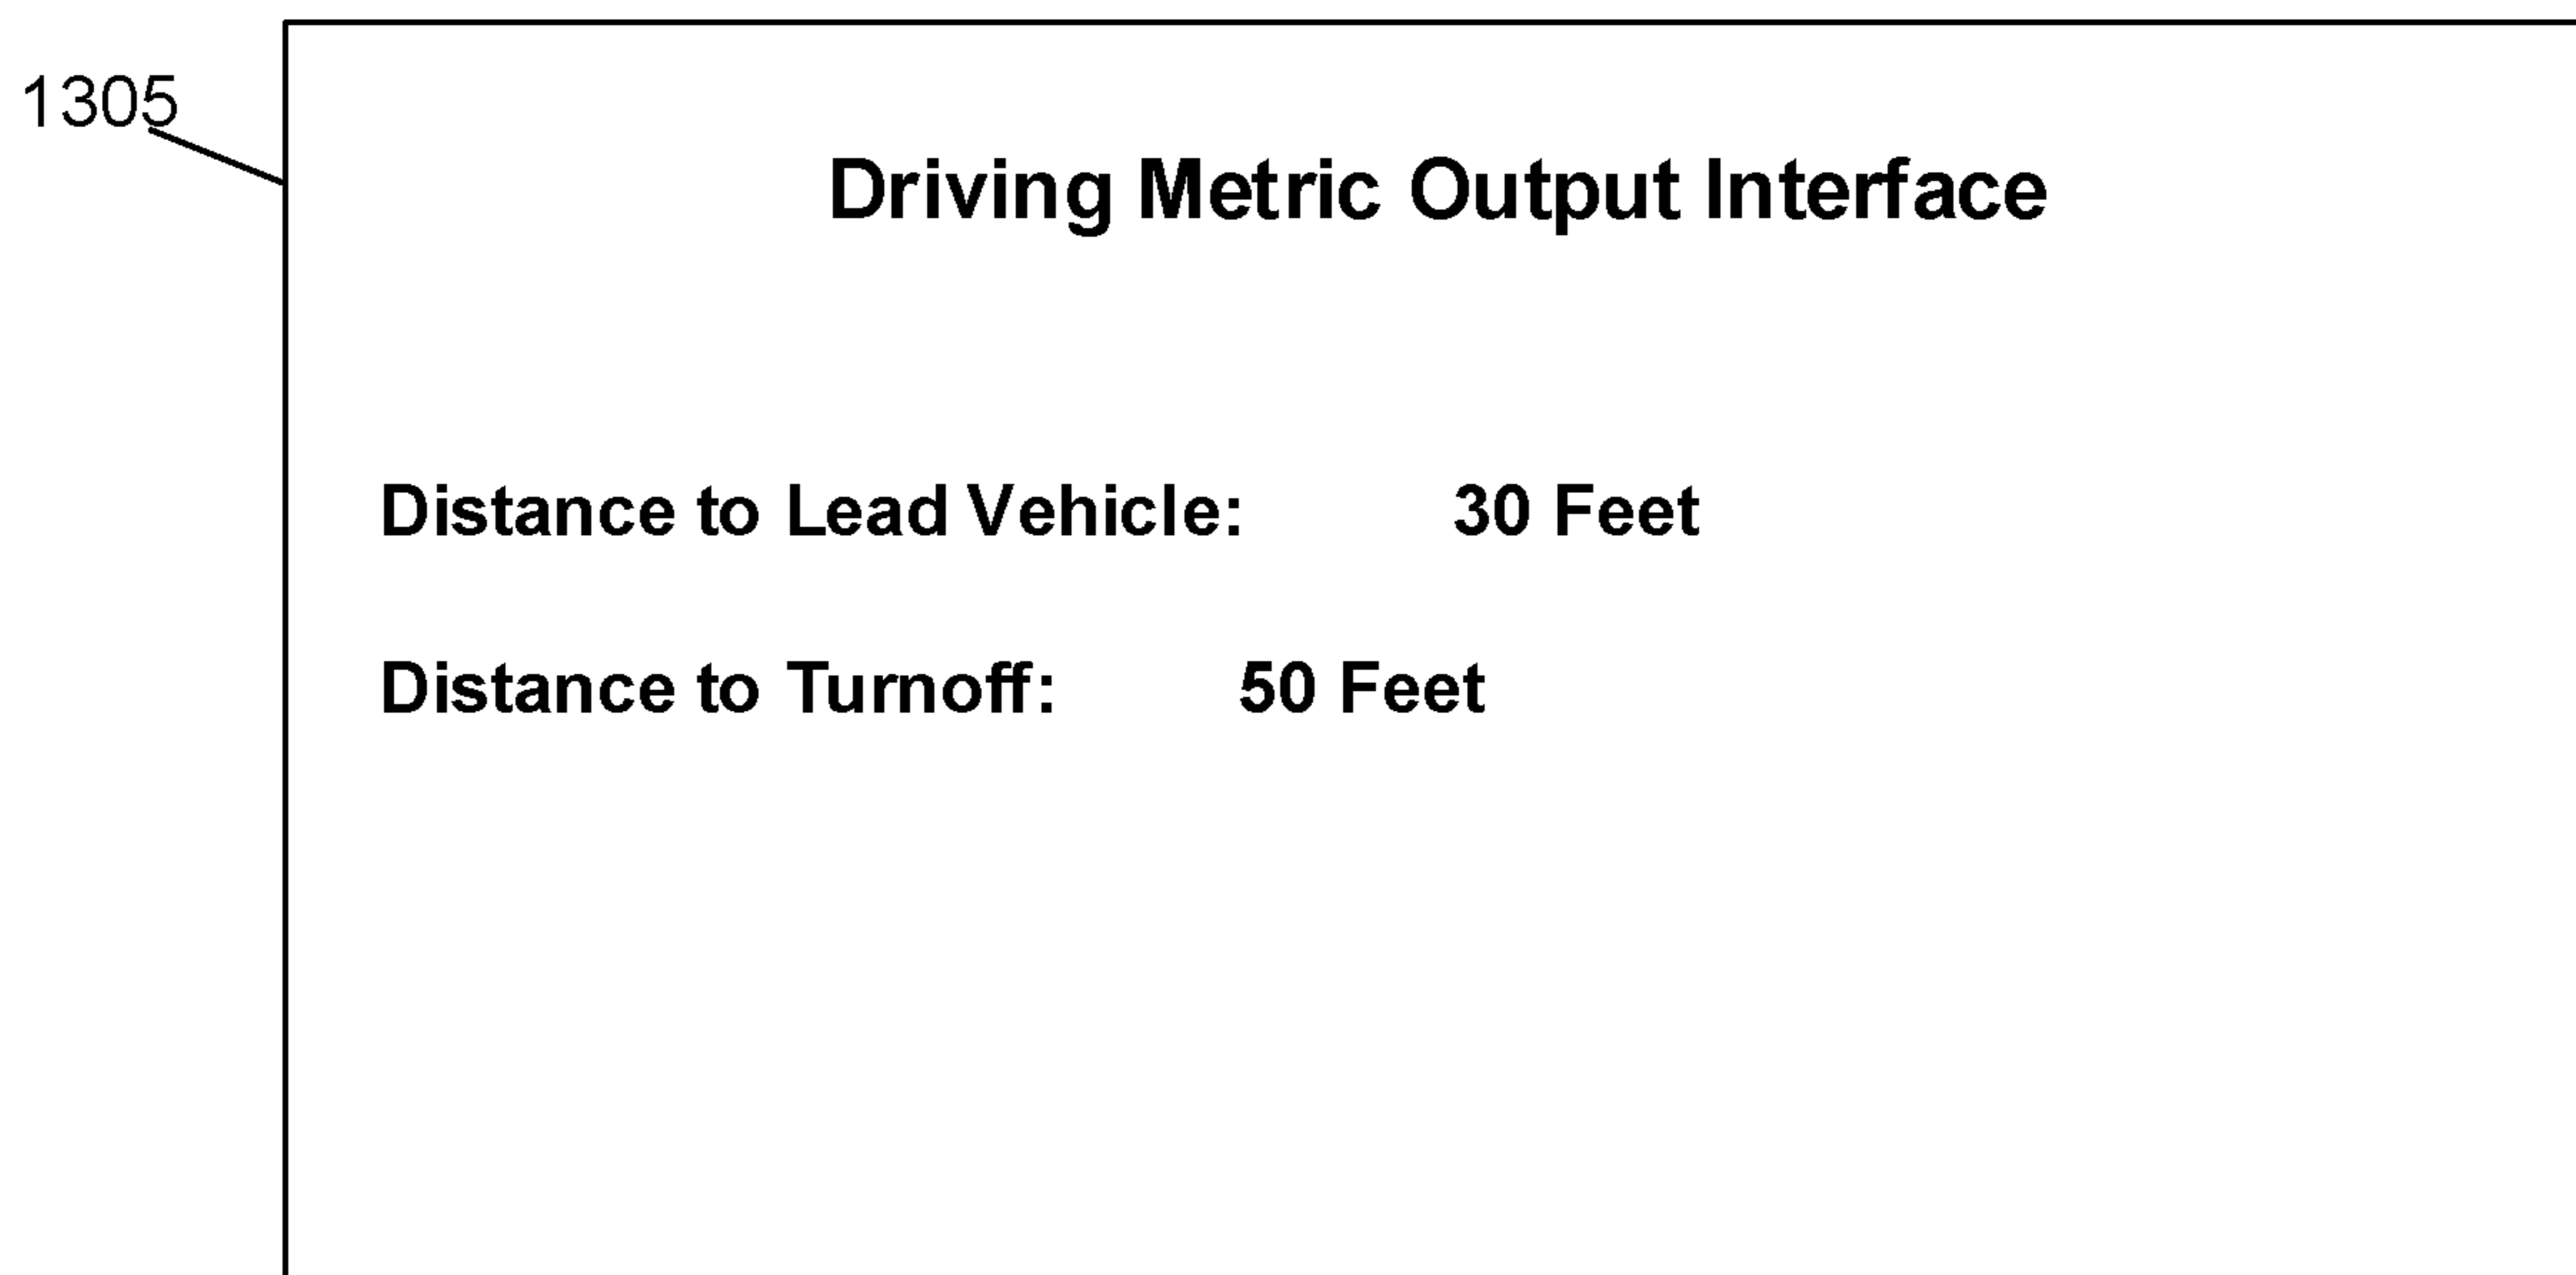 1305
Driving Metric Output Interface
Distance to Lead Vehicle: 30 Feet
Distance to Turnoff: 50 Feet